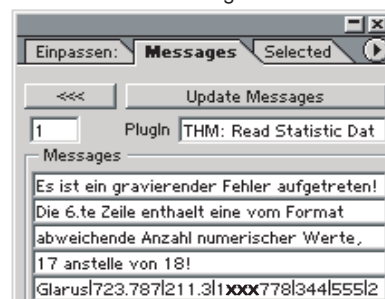 Einpassen: Messages Selected
<<< Update Messages
1 PlugIn THM: Read Statistic Dat
Messages
Es ist ein gravierender Fehler aufgetreten!
Die 6.te Zeile enthaelt eine vom Format
abweichende Anzahl numerischer Werte,
17 anstelle von 18!
Glarus|723.787|211.3|1xxx778|344|555|2